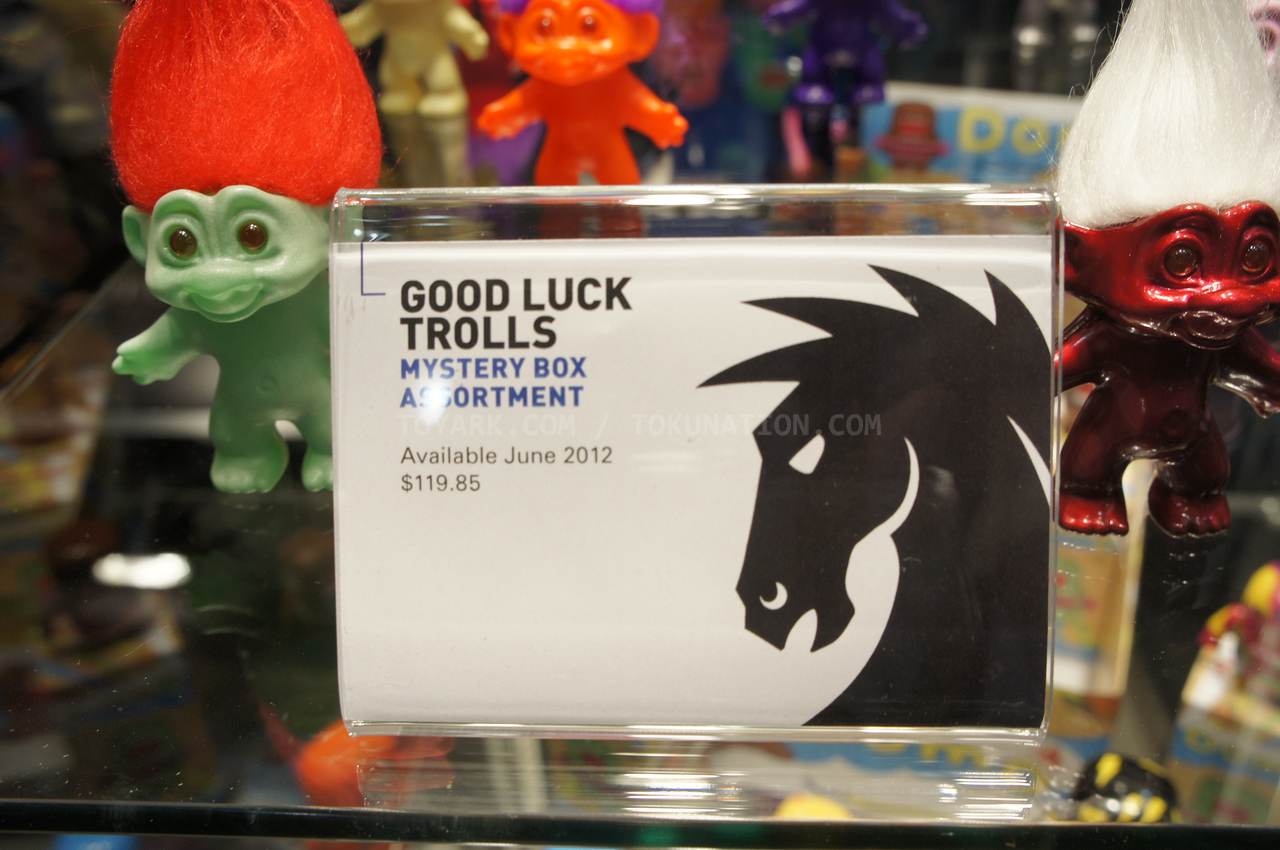 GOOD LUCK
TROLLS
MYSTERY BOX
ASSORTMENT
TOYARK.COM / TOKUNATION.COM
Available June 2012
$119.85